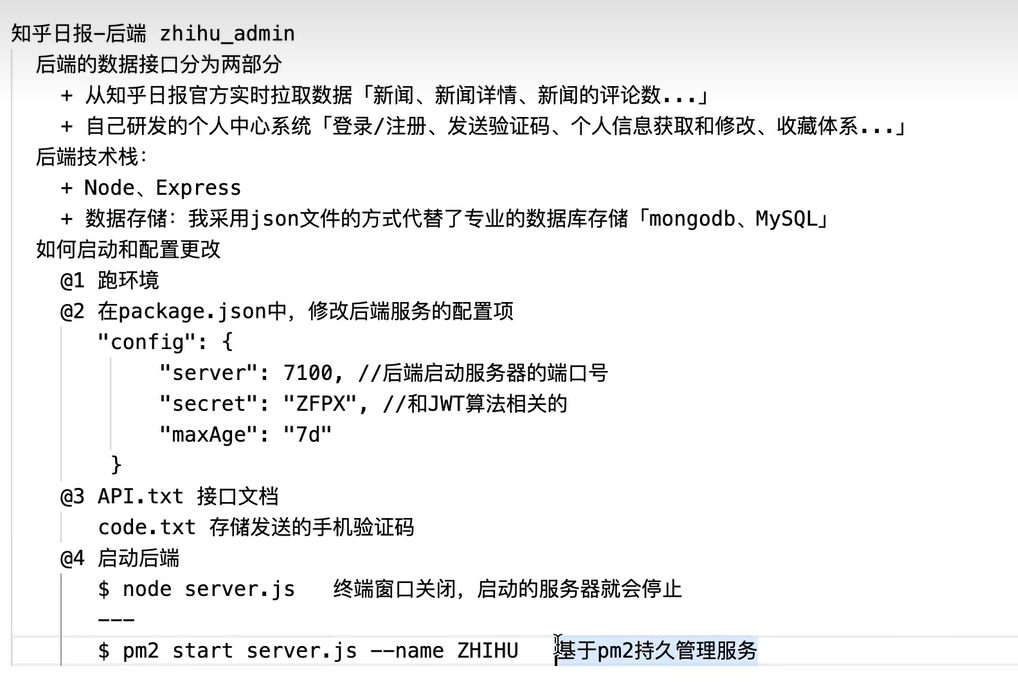 知乎日报-后端 zhihu_admin
后端的数据接口分为两部分
+ 从知乎日报官方实时拉取数据「新闻、新闻详情、新闻的评论数...」
+ 自己研发的个人中心系统「登录/注册、发送验证码、个人信息获取和修改、收藏体系...」
后端技术栈：
+ Node、Express
+ 数据存储：我采用json文件的方式代替了专业的数据库存储「mongodb、MySQL」
如何启动和配置更改
@1 跑环境
@2 在package.json中，修改后端服务的配置项
"config": {
"server": 7100, //后端启动服务器的端口号
"secret": "ZFPX", //和JWT算法相关的
"maxAge": "7d"
}
@3 API.txt 接口文档
code.txt 存储发送的手机验证码
@4 启动后端
$ node server.js 终端窗口关闭，启动的服务器就会停止
---
$ pm2 start server.js --name ZHIHU 基于pm2持久管理服务